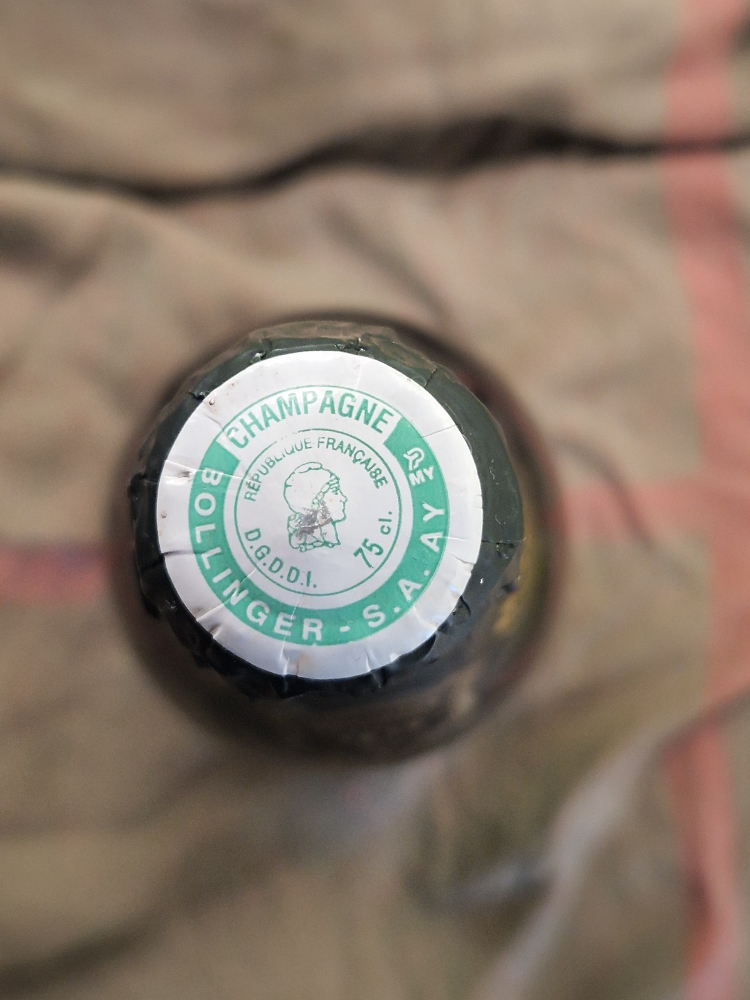 CHAMPAGNE
BOLLINGER - S.A. AY
MY
RÉPUBLIQUE FRANÇAISE
D.G.D.D.I.
75 cl.